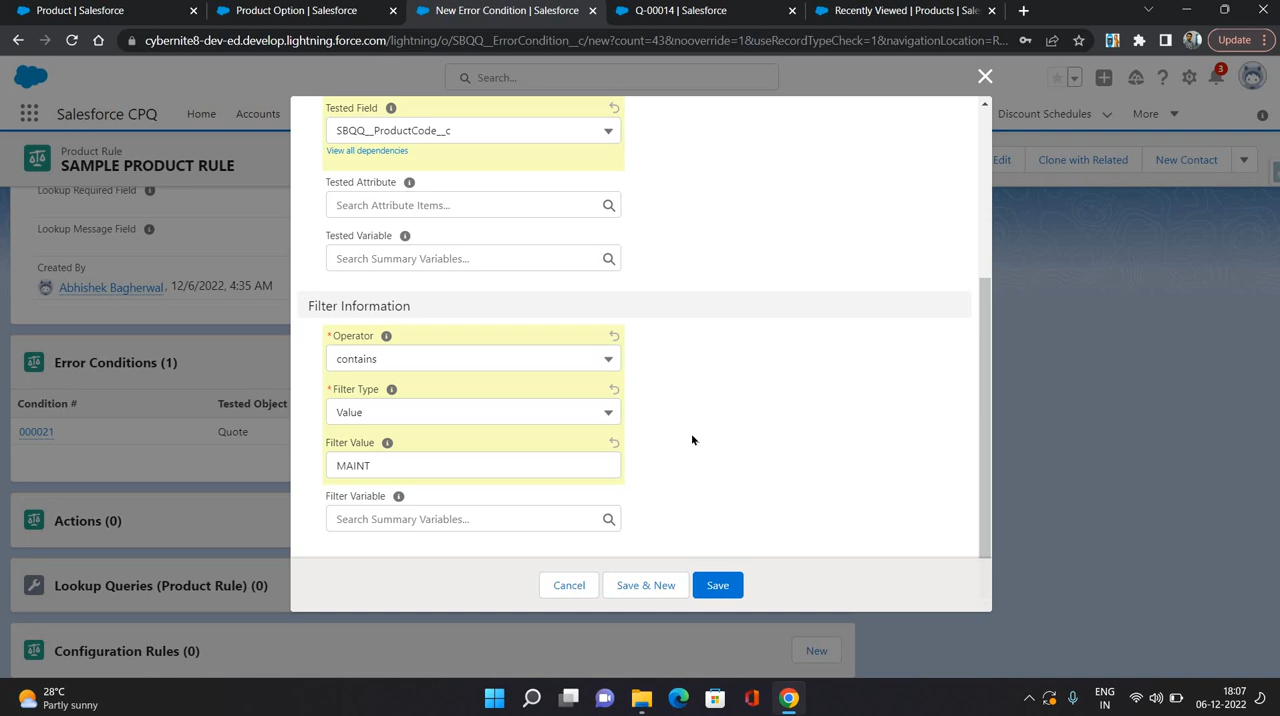 Product | Salesforce
Product Option | Salesforce
New Error Condition | Salesforce
Q-00014 | Salesforce
Recently Viewed | Products | Sale
cybernite8-dev-ed.develop.lightning.force.com/lightning/o/SBQQ__ErrorCondition__c/new?count=43&nooverride=1&useRecordTypeCheck=1&navigationLocation=R...
Update
Search...
3
Salesforce CPQ
Home
Accounts
Discount Schedules
More
Product Rule
SAMPLE PRODUCT RULE
Edit
Clone with Related
New Contact
Lookup Required Field
Lookup Message Field
Created By
Abhishek Bagherwal, 12/6/2022, 4:35 AM
Error Conditions (1)
Condition #
Tested Object
000021
Quote
Actions (0)
Lookup Queries (Product Rule) (0)
Configuration Rules (0)
New
Tested Field
SBQQ__ProductCode__c
View all dependencies
Tested Attribute
Search Attribute Items...
Tested Variable
Search Summary Variables...
Filter Information
*Operator
contains
*Filter Type
Value
Filter Value
MAINT
Filter Variable
Search Summary Variables...
Cancel
Save & New
Save
28°C
Partly sunny
ENG
IN
18:07
06-12-2022